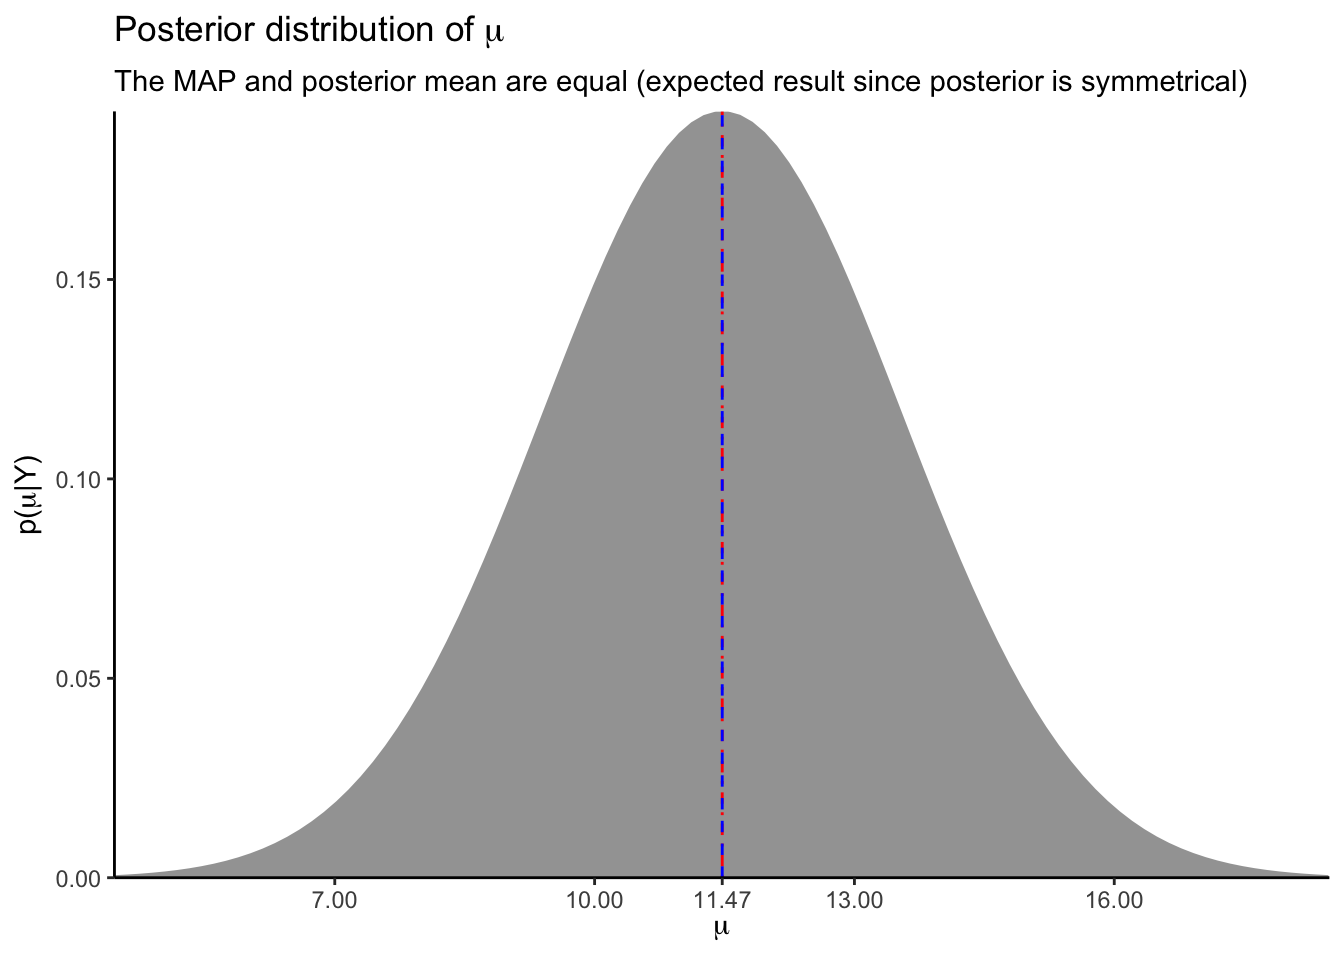 Posterior distribution of μ
The MAP and posterior mean are equal (expected result since posterior is symmetrical)
p(μ|Y)
0.15
0.10
0.05
0.00
7.00
10.00
11.47
13.00
16.00
μ